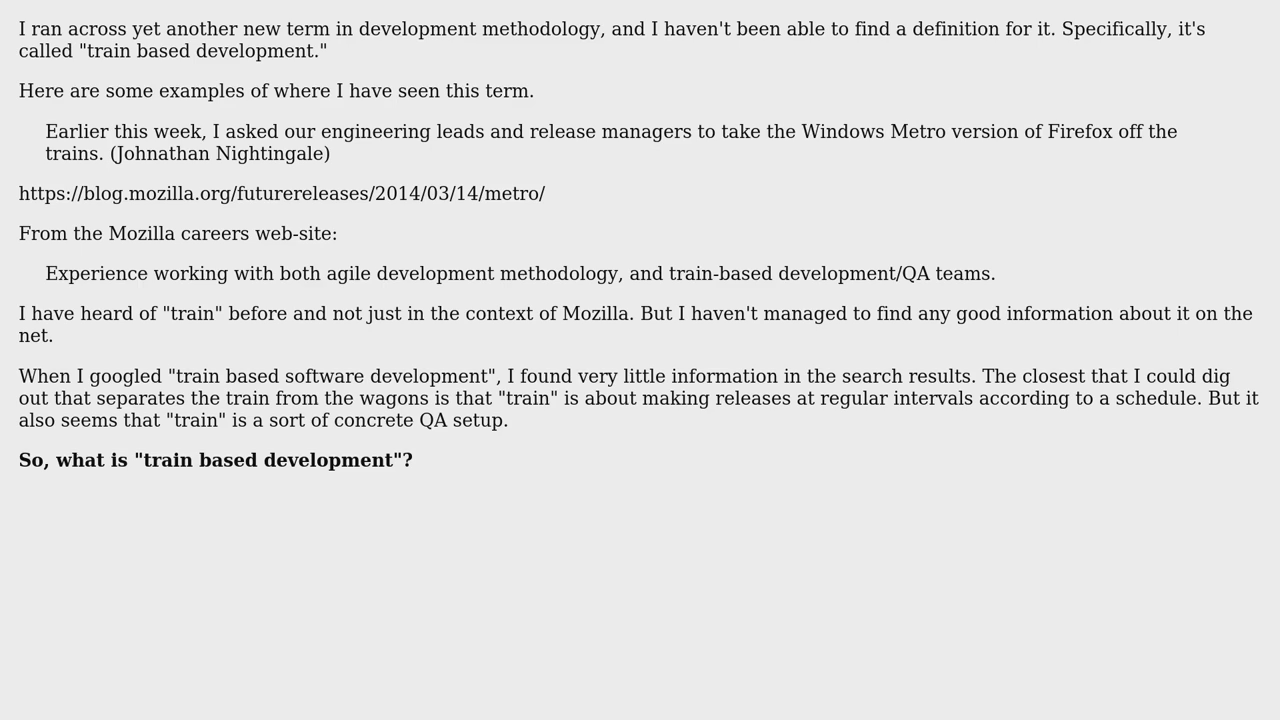 I ran across yet another new term in development methodology, and I haven't been able to find a definition for it. Specifically, it's
called "train based development."
Here are some examples of where I have seen this term.
Earlier this week, I asked our engineering leads and release managers to take the Windows Metro version of Firefox off the
trains. (Johnathan Nightingale)
https://blog.mozilla.org/futurereleases/2014/03/14/metro/
From the Mozilla careers web-site:
Experience working with both agile development methodology, and train-based development/QA teams.
I have heard of "train" before and not just in the context of Mozilla. But I haven't managed to find any good information about it on the
net.
When I googled "train based software development", I found very little information in the search results. The closest that I could dig
out that separates the train from the wagons is that "train" is about making releases at regular intervals according to a schedule. But it
also seems that "train" is a sort of concrete QA setup.
So, what is "train based development"?